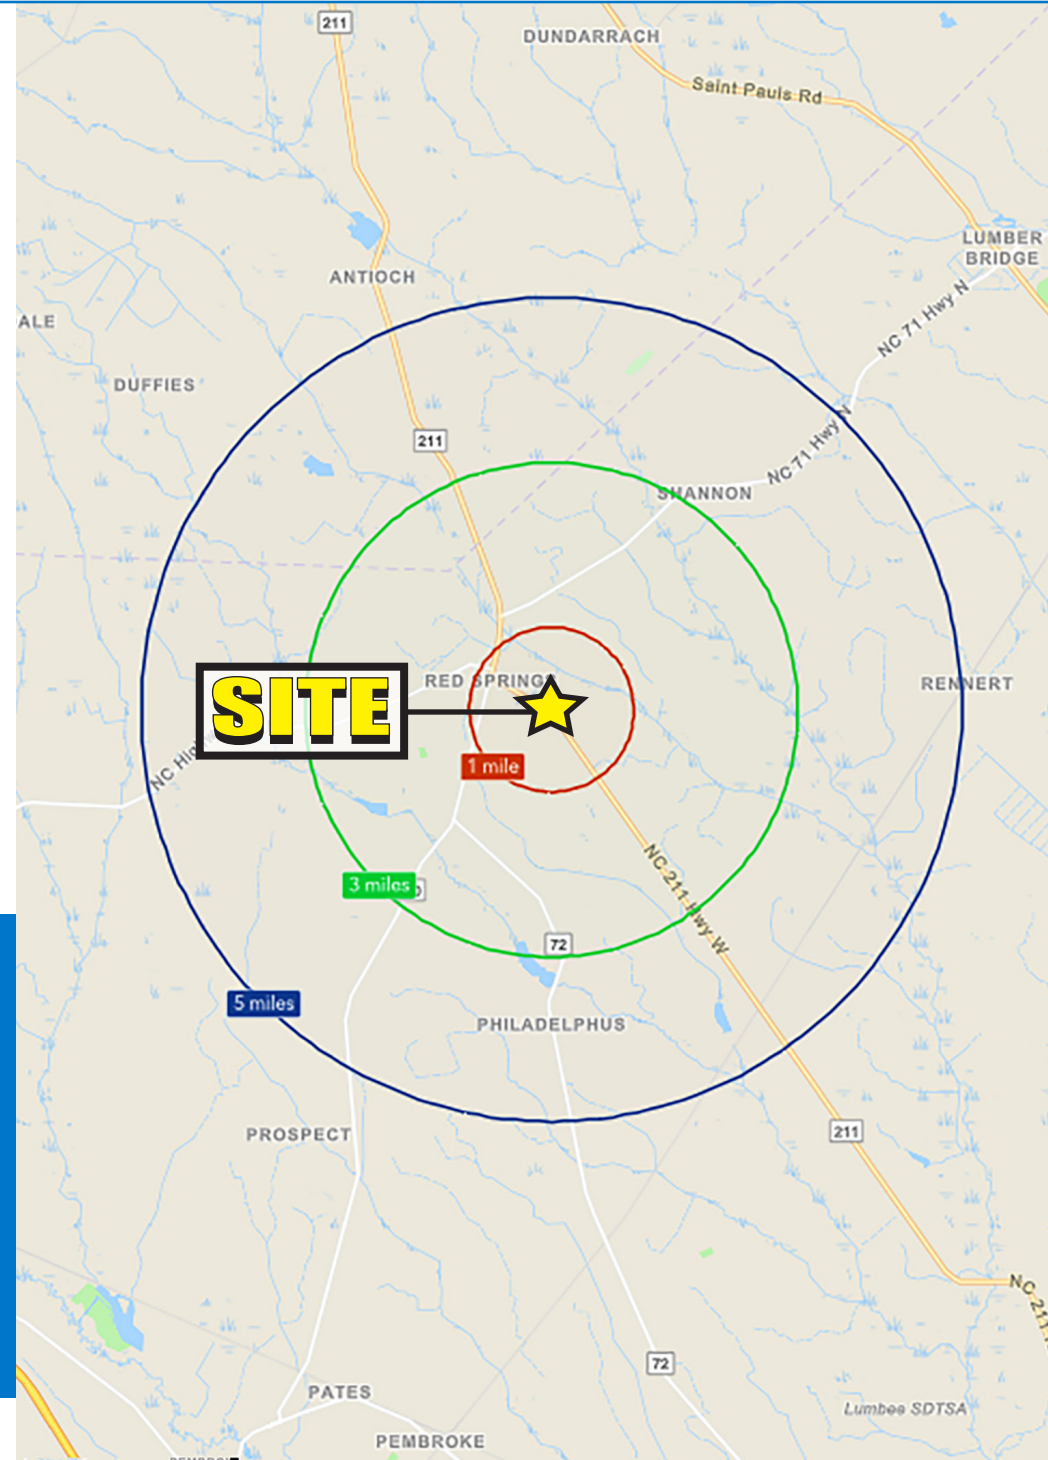 211
DUNDARRACH
Saint Pauls Rd
LUMBER
BRIDGE
ANTIOCH
NC 71 Hwy N
ALE
DUFFIES
211
NC 71 Hwy N
SHANNON
RED SPRINGS
RENNERT
SITE
1 mile
NC Hig
NC 211 Hwy W
3 miles
72
5 miles
PHILADELPHUS
PROSPECT
211
NC 211
72
PATES
Lumbee SDTSA
PEMBROKE